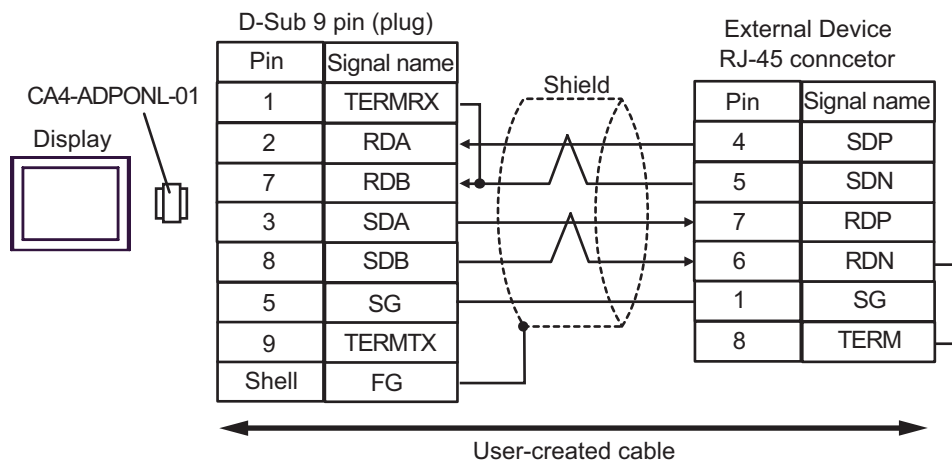 D-Sub 9 pin (plug)
External Device
RJ-45 conncetor
CA4-ADPONL-01
Display
Shield
Pin Signal name
1 TERMRX
2 RDA
7 RDB
3 SDA
8 SDB
5 SG
9 TERMTX
Shell FG
Pin Signal name
4 SDP
5 SDN
7 RDP
6 RDN
1 SG
8 TERM
User-created cable